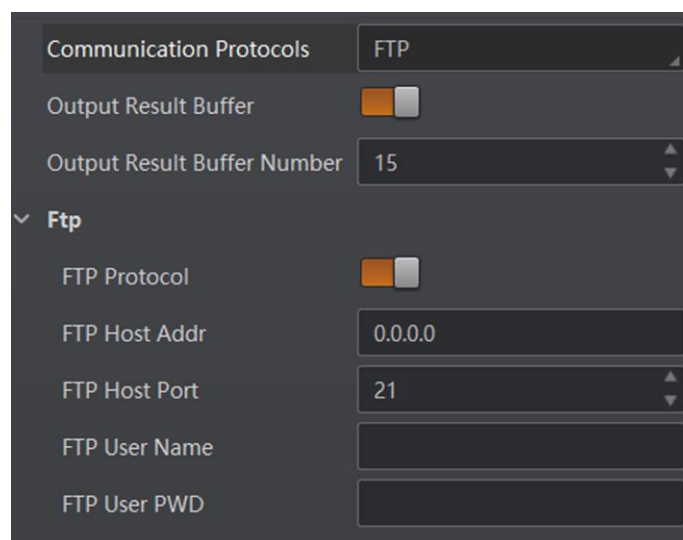 Communication Protocols FTP
Output Result Buffer
Output Result Buffer Number 15
Ftp
FTP Protocol
FTP Host Addr 0.0.0.0
FTP Host Port 21
FTP User Name
FTP User PWD